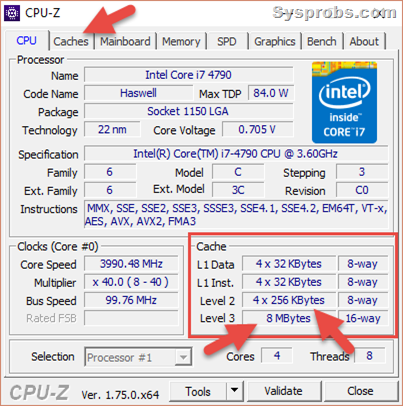 CPU-Z
Sysprobs.com
CPU Caches Mainboard Memory SPD Graphics Bench About
Processor
Name Intel Core i7 4790
Code Name Haswell Max TDP 84.0 W
Package Socket 1150 LGA
Technology 22 nm Core Voltage 0.705 V
intel
inside™
CORE™ i7
Specification Intel(R) Core(TM) i7-4790 CPU @ 3.60GHz
Family 6 Model C Stepping 3
Ext. Family 6 Ext. Model 3C Revision C0
Instructions MMX, SSE, SSE2, SSE3, SSSE3, SSE4.1, SSE4.2, EM64T, VT-x,
AES, AVX, AVX2, FMA3
Clocks (Core #0)
Core Speed 3990.48 MHz
Multiplier x 40.0 ( 8 - 40 )
Bus Speed 99.76 MHz
Rated FSB
Cache
L1 Data 4 x 32 KBytes 8-way
L1 Inst. 4 x 32 KBytes 8-way
Level 2 4 x 256 KBytes 8-way
Level 3 8 MBytes 16-way
Selection Processor #1 Cores 4 Threads 8
CPU-Z Ver. 1.75.0.x64 Tools Validate Close